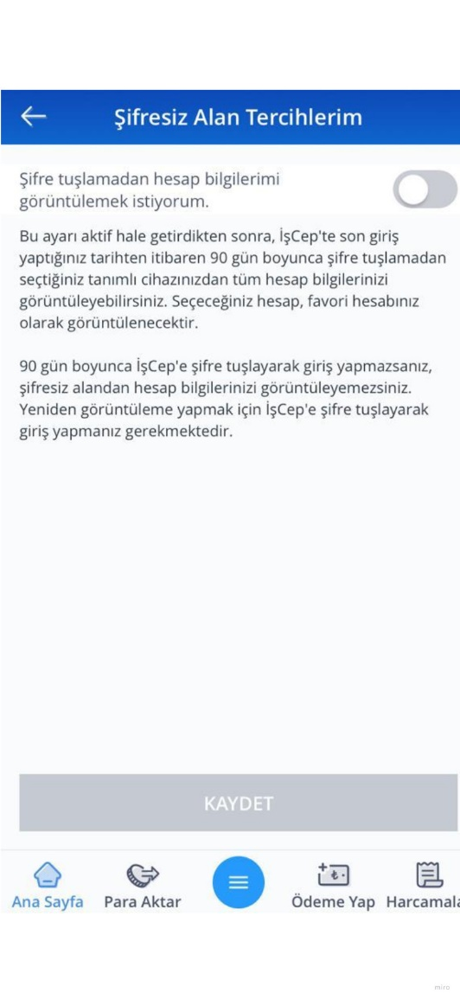 Şifresiz Alan Tercihlerim
Şifre tuşlamadan hesap bilgilerimi
görüntülemek istiyorum.
Bu ayarı aktif hale getirdikten sonra, İşCep'te son giriş
yaptığınız tarihten itibaren 90 gün boyunca şifre tuşlamadan
seçtiğiniz tanımlı cihazınızdan tüm hesap bilgilerinizi
görüntüleyebilirsiniz. Seçeceğiniz hesap, favori hesabınız
olarak görüntülenecektir.
90 gün boyunca İşCep'e şifre tuşlayarak giriş yapmazsanız,
şifresiz alandan hesap bilgilerinizi görüntüleyemezsiniz.
Yeniden görüntüleme yapmak için İşCep'e şifre tuşlayarak
giriş yapmanız gerekmektedir.
KAYDET
Ana Sayfa Para Aktar Ödeme Yap Harcamala
miro